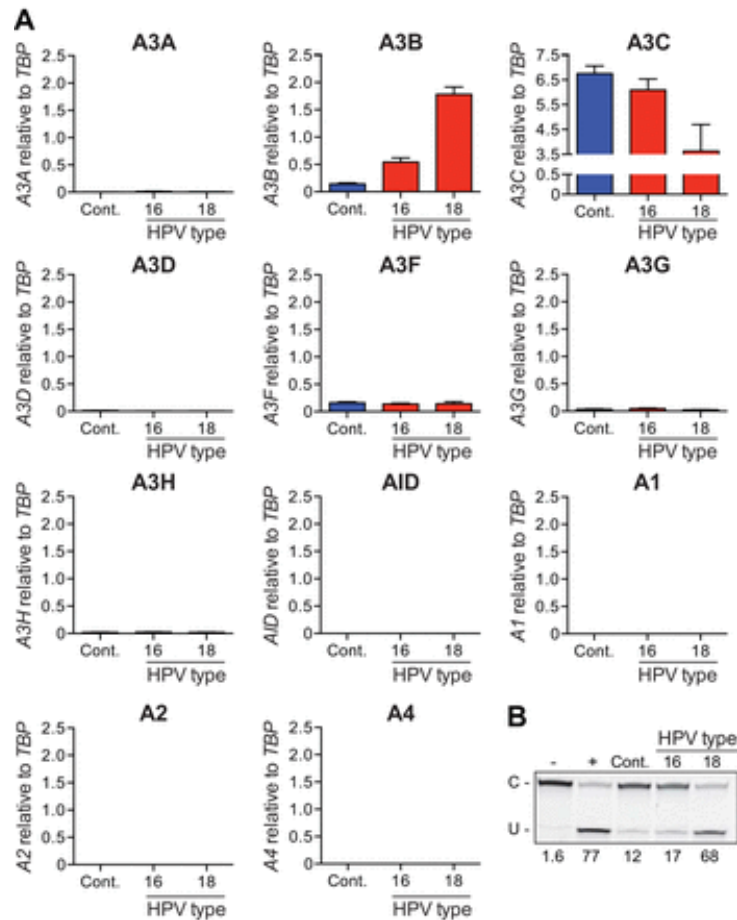 A
A3A
A3A relative to TBP
2.5
2.0
1.5
1.0
0.5
0
Cont.
16
18
HPV type
A3B
A3B relative to TBP
2.5
2.0
1.5
1.0
0.5
0
Cont.
16
18
HPV type
A3C
A3C relative to TBP
7.5
6.5
5.5
4.5
3.5
0.5
0
Cont.
16
18
HPV type
A3D
A3D relative to TBP
2.5
2.0
1.5
1.0
0.5
0
Cont.
16
18
HPV type
A3F
A3F relative to TBP
2.5
2.0
1.5
1.0
0.5
0
Cont.
16
18
HPV type
A3G
A3G relative to TBP
2.5
2.0
1.5
1.0
0.5
0
Cont.
16
18
HPV type
A3H
A3H relative to TBP
2.5
2.0
1.5
1.0
0.5
0
Cont.
16
18
HPV type
AID
AID relative to TBP
2.5
2.0
1.5
1.0
0.5
0
Cont.
16
18
HPV type
A1
A1 relative to TBP
2.5
2.0
1.5
1.0
0.5
0
Cont.
16
18
HPV type
A2
A2 relative to TBP
2.5
2.0
1.5
1.0
0.5
0
Cont.
16
18
HPV type
A4
A4 relative to TBP
2.5
2.0
1.5
1.0
0.5
0
Cont.
16
18
HPV type
B
HPV type
- + Cont. 16 18
C -
U -
1.6 77 12 17 68